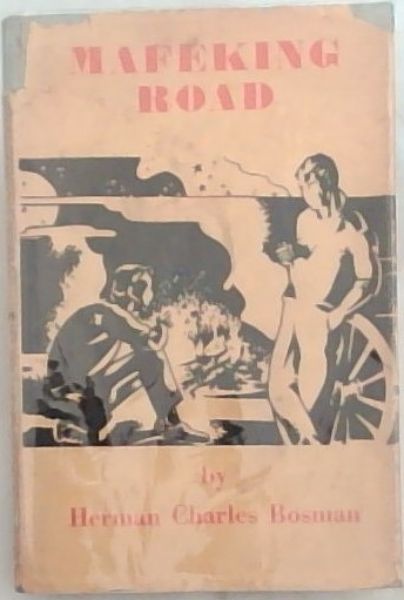 MAFEKING
ROAD
by
Herman Charles Bosman